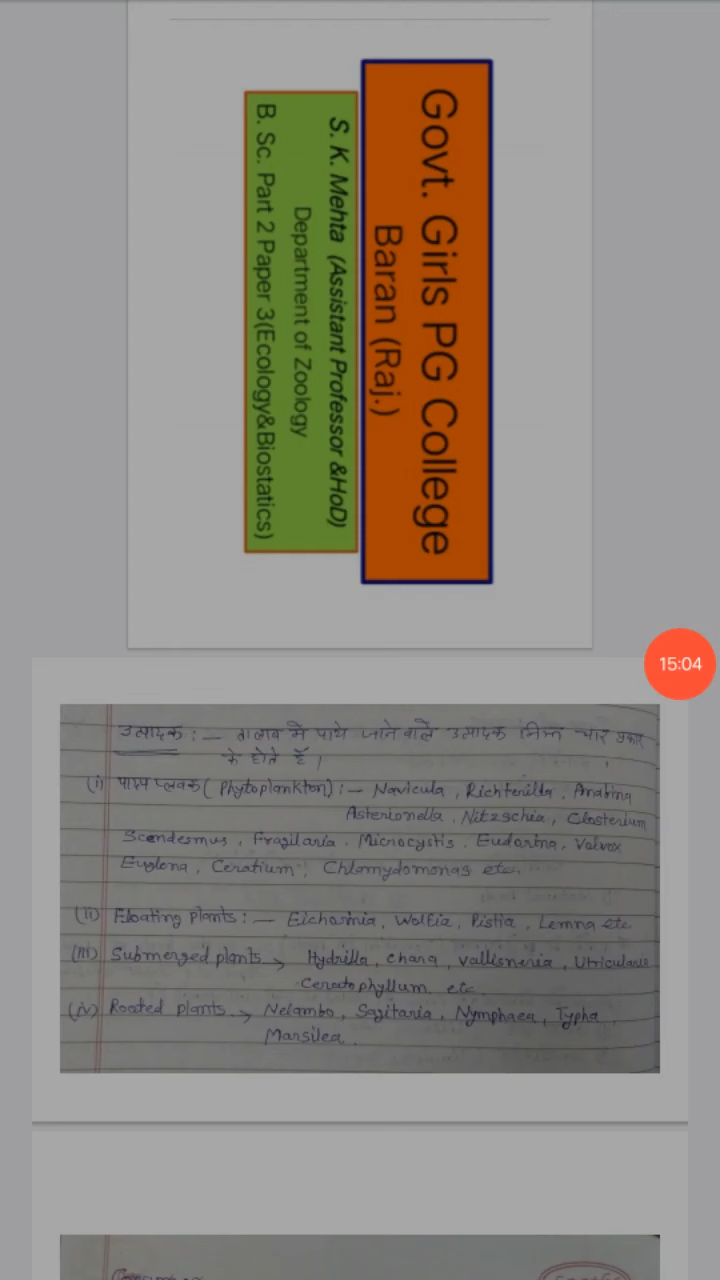 Govt. Girls PG College
Baran (Raj.)
S. K. Mehta (Assistant Professor &HoD)
Department of Zoology
B. Sc. Part 2 Paper 3(Ecology&Biostatics)
15:04
उत्पादक :— तालाब में पाये जाने वाले उत्पादक निम्न चार प्रकार
के होते हैं।
(i) पादप प्लवक ( Phytoplankton) :— Navicula, Richterilla, Anabina
Asterionella, Nitzschia, Closterium
Scendesmus, Fragilaria, Microcystis, Eudorina, Volvox
Euglena, Ceratium, Chlamydomonas etc.
(ii) Floating plants :— Eichornia, Wolfia, Pistia, Lemna etc
(iii) Submerged plants → Hydrilla, chara, vallisneria, Utricularia
Ceratophyllum. etc.
(iv) Rooted plants. → Nelambo, Sagitaria, Nymphaea, Typha,
Marsilea.